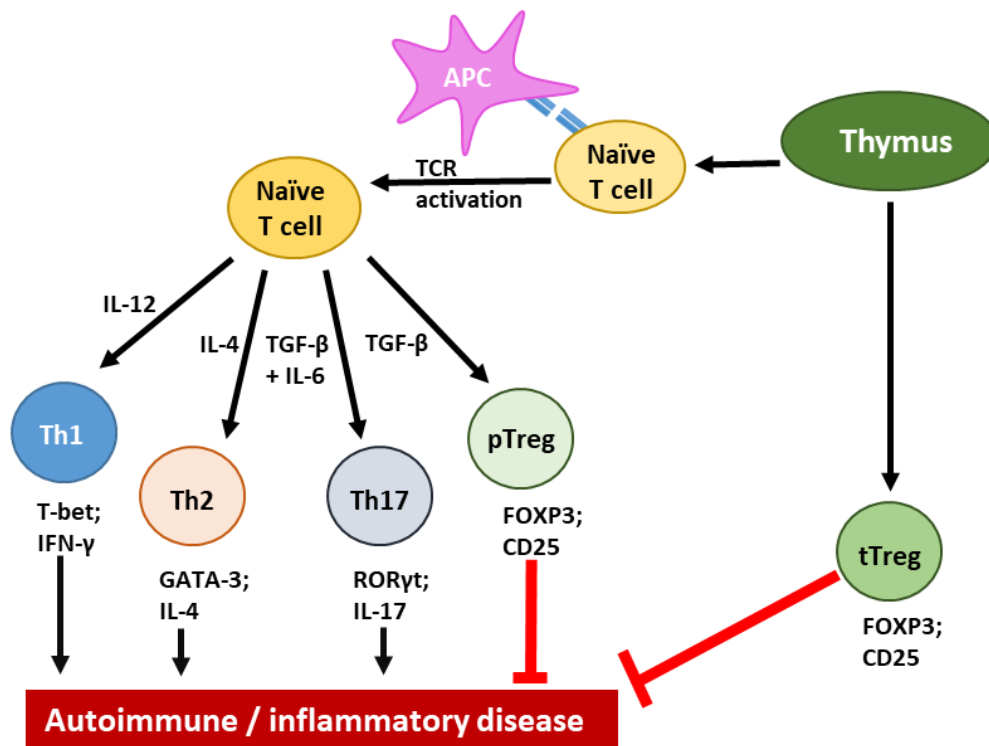 APC
Thymus
Naïve
T cell
TCR
activation
Naïve
T cell
IL-12
IL-4
TGF-β
+ IL-6
TGF-β
Th1
Th2
Th17
pTreg
tTreg
T-bet;
IFN-γ
GATA-3;
IL-4
RORγt;
IL-17
FOXP3;
CD25
FOXP3;
CD25
Autoimmune / inflammatory disease